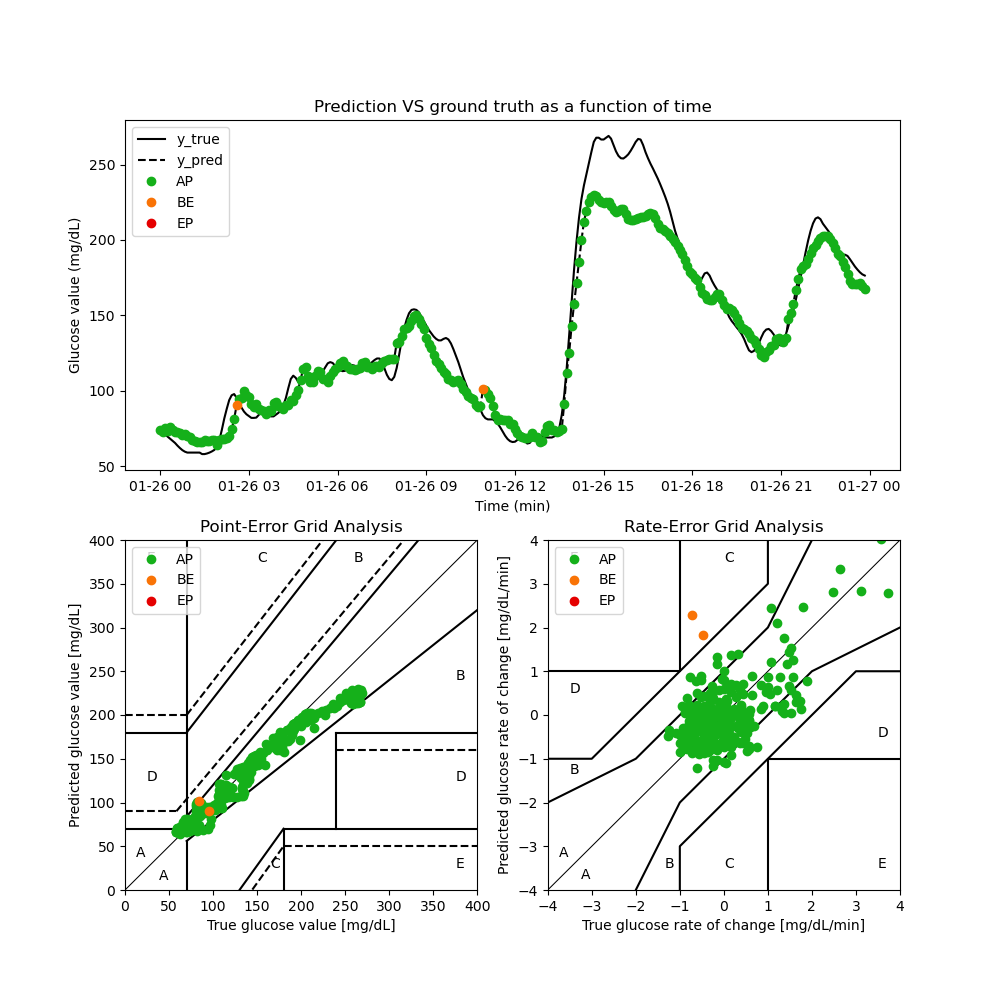 Prediction VS ground truth as a function of time
Glucose value (mg/dL)
250
200
150
100
50
y_true
y_pred
AP
BE
EP
01-26 00 01-26 03 01-26 06 01-26 09 01-26 12 01-26 15 01-26 18 01-26 21 01-27 00
Time (min)
Point-Error Grid Analysis
Predicted glucose value [mg/dL]
400
350
300
250
200
150
100
50
0
AP
BE
EP
C B
B
D D
A
A
C E
0 50 100 150 200 250 300 350 400
True glucose value [mg/dL]
Rate-Error Grid Analysis
Predicted glucose rate of change [mg/dL/min]
4
3
2
1
0
−1
−2
−3
−4
AP
BE
EP
C
D
D
B
A
A
B C E
−4 −3 −2 −1 0 1 2 3 4
True glucose rate of change [mg/dL/min]